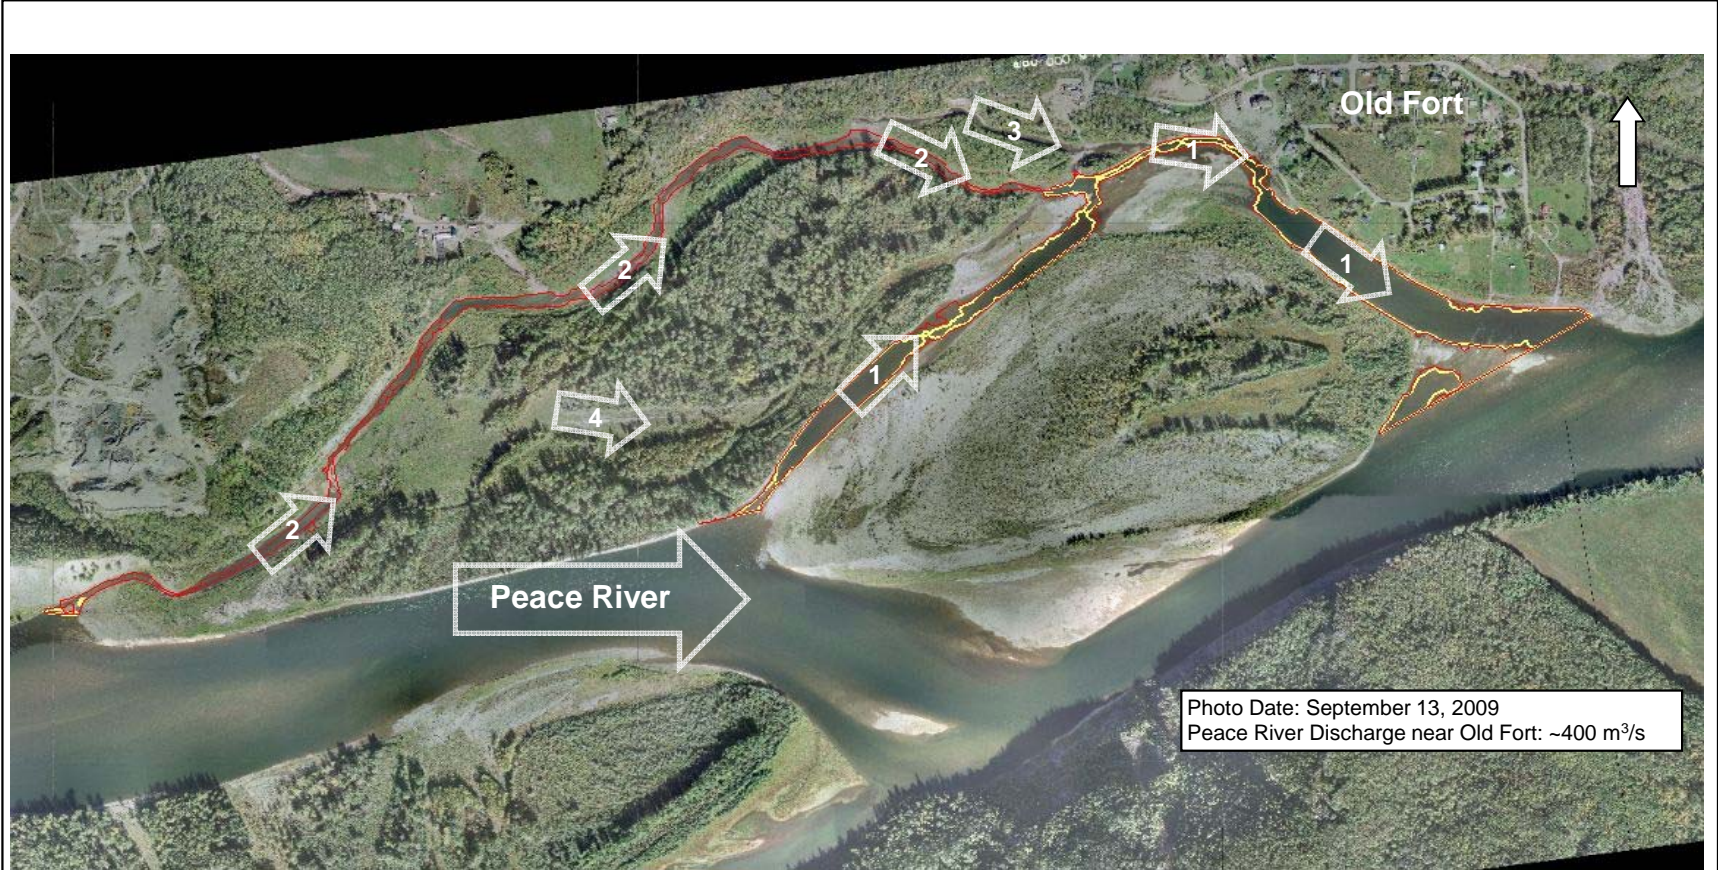 Old Fort
3
2
1
2
1
1
4
2
Peace River
Photo Date: September 13, 2009
Peace River Discharge near Old Fort: ~400 m³/s